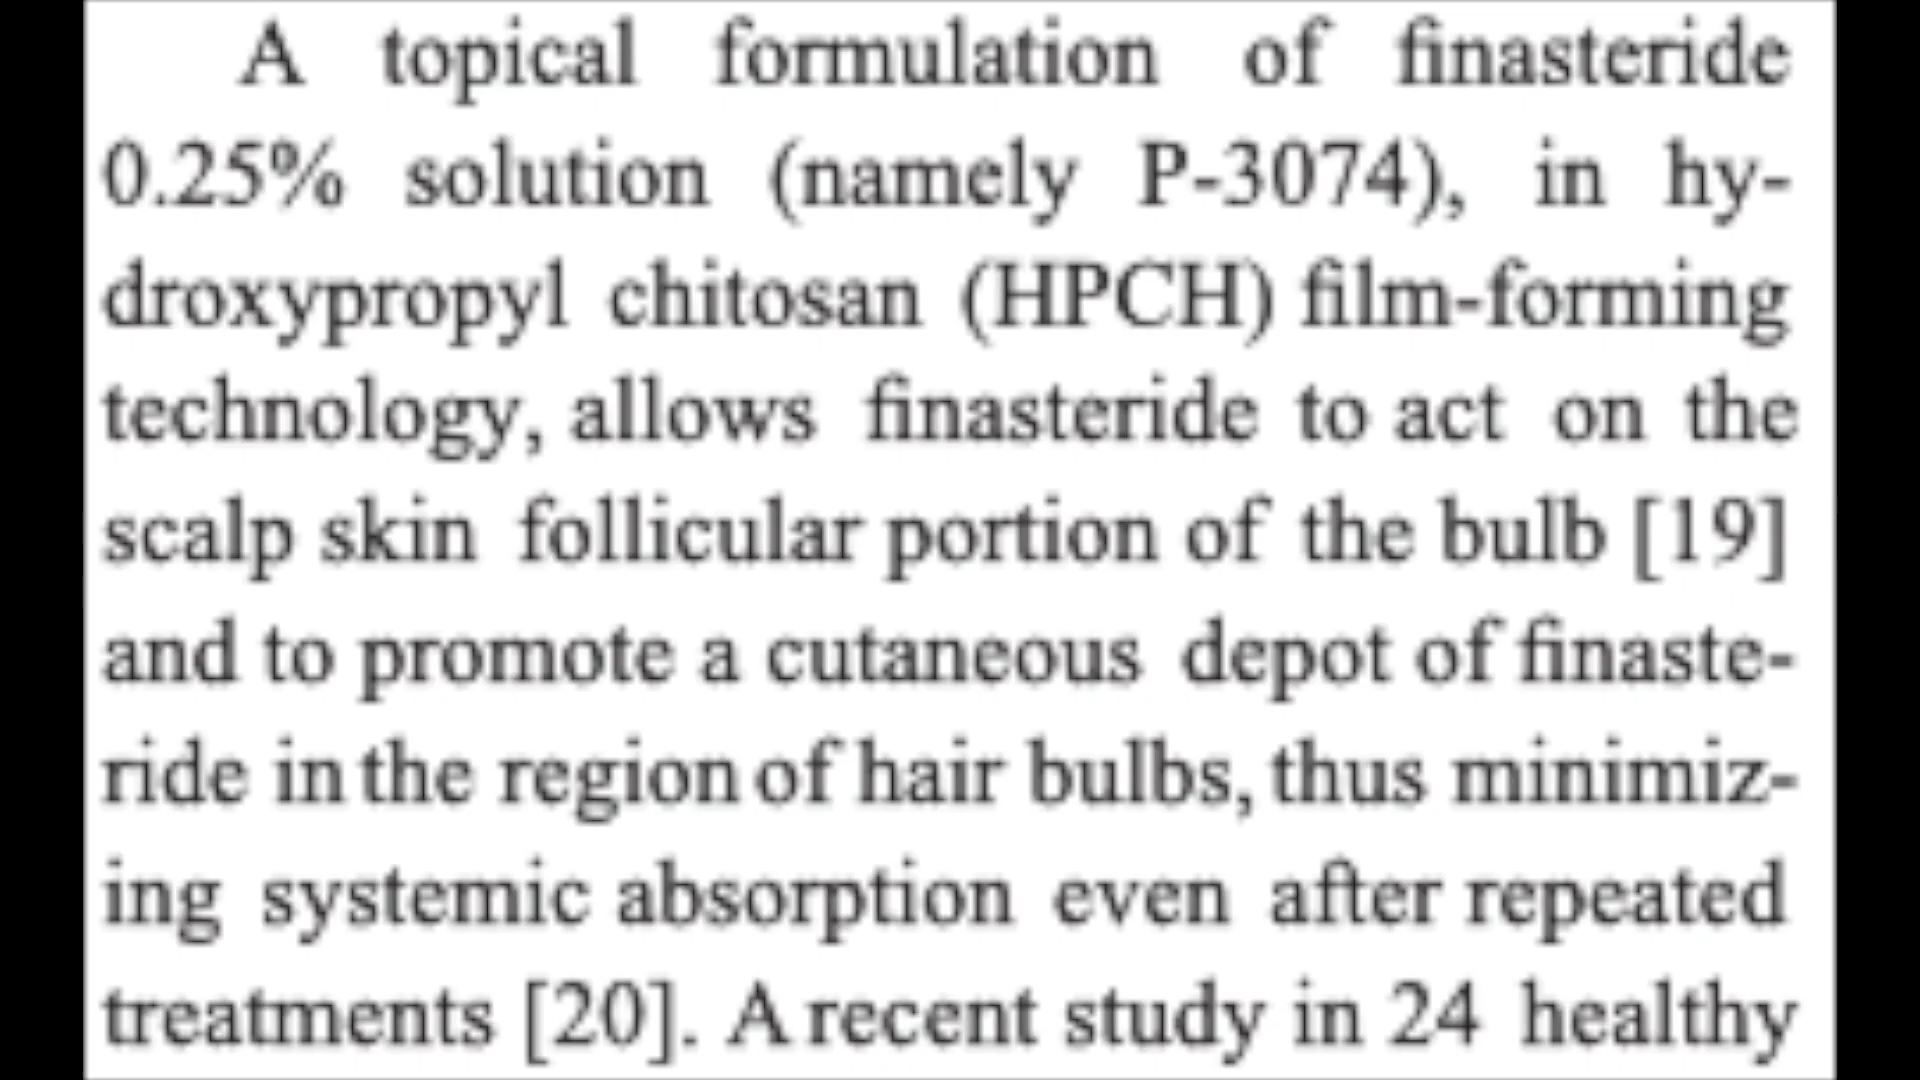 A topical formulation of finasteride
0.25% solution (namely P-3074), in hy-
droxypropyl chitosan (HPCH) film-forming
technology, allows finasteride to act on the
scalp skin follicular portion of the bulb [19]
and to promote a cutaneous depot of finaste-
ride in the region of hair bulbs, thus minimiz-
ing systemic absorption even after repeated
treatments [20]. A recent study in 24 healthy